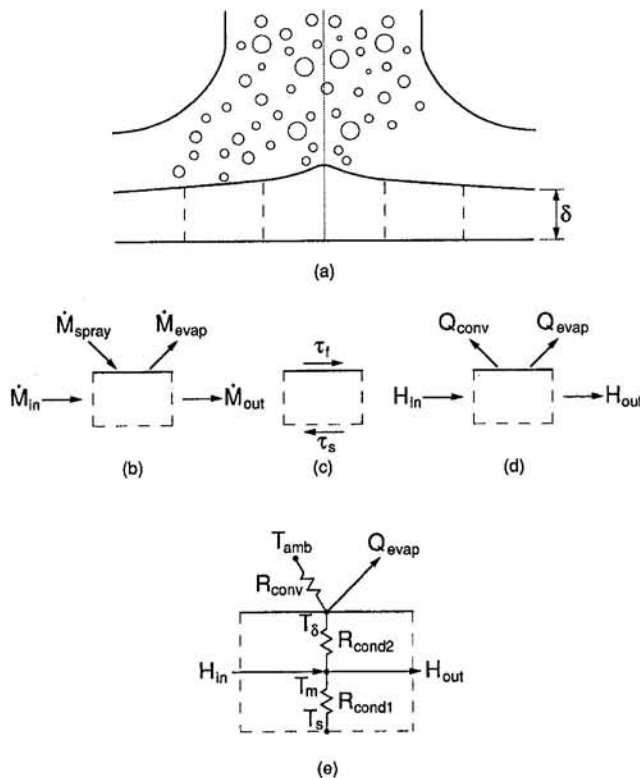 δ
(a)
Ṁspray Ṁevap
Ṁin Ṁout
(b)
τf
τs
(c)
Qconv Qevap
Hin Hout
(d)
Tamb Qevap
Rconv
Tδ Rcond2
Hin Hout
Tm Rcond1
Ts
(e)